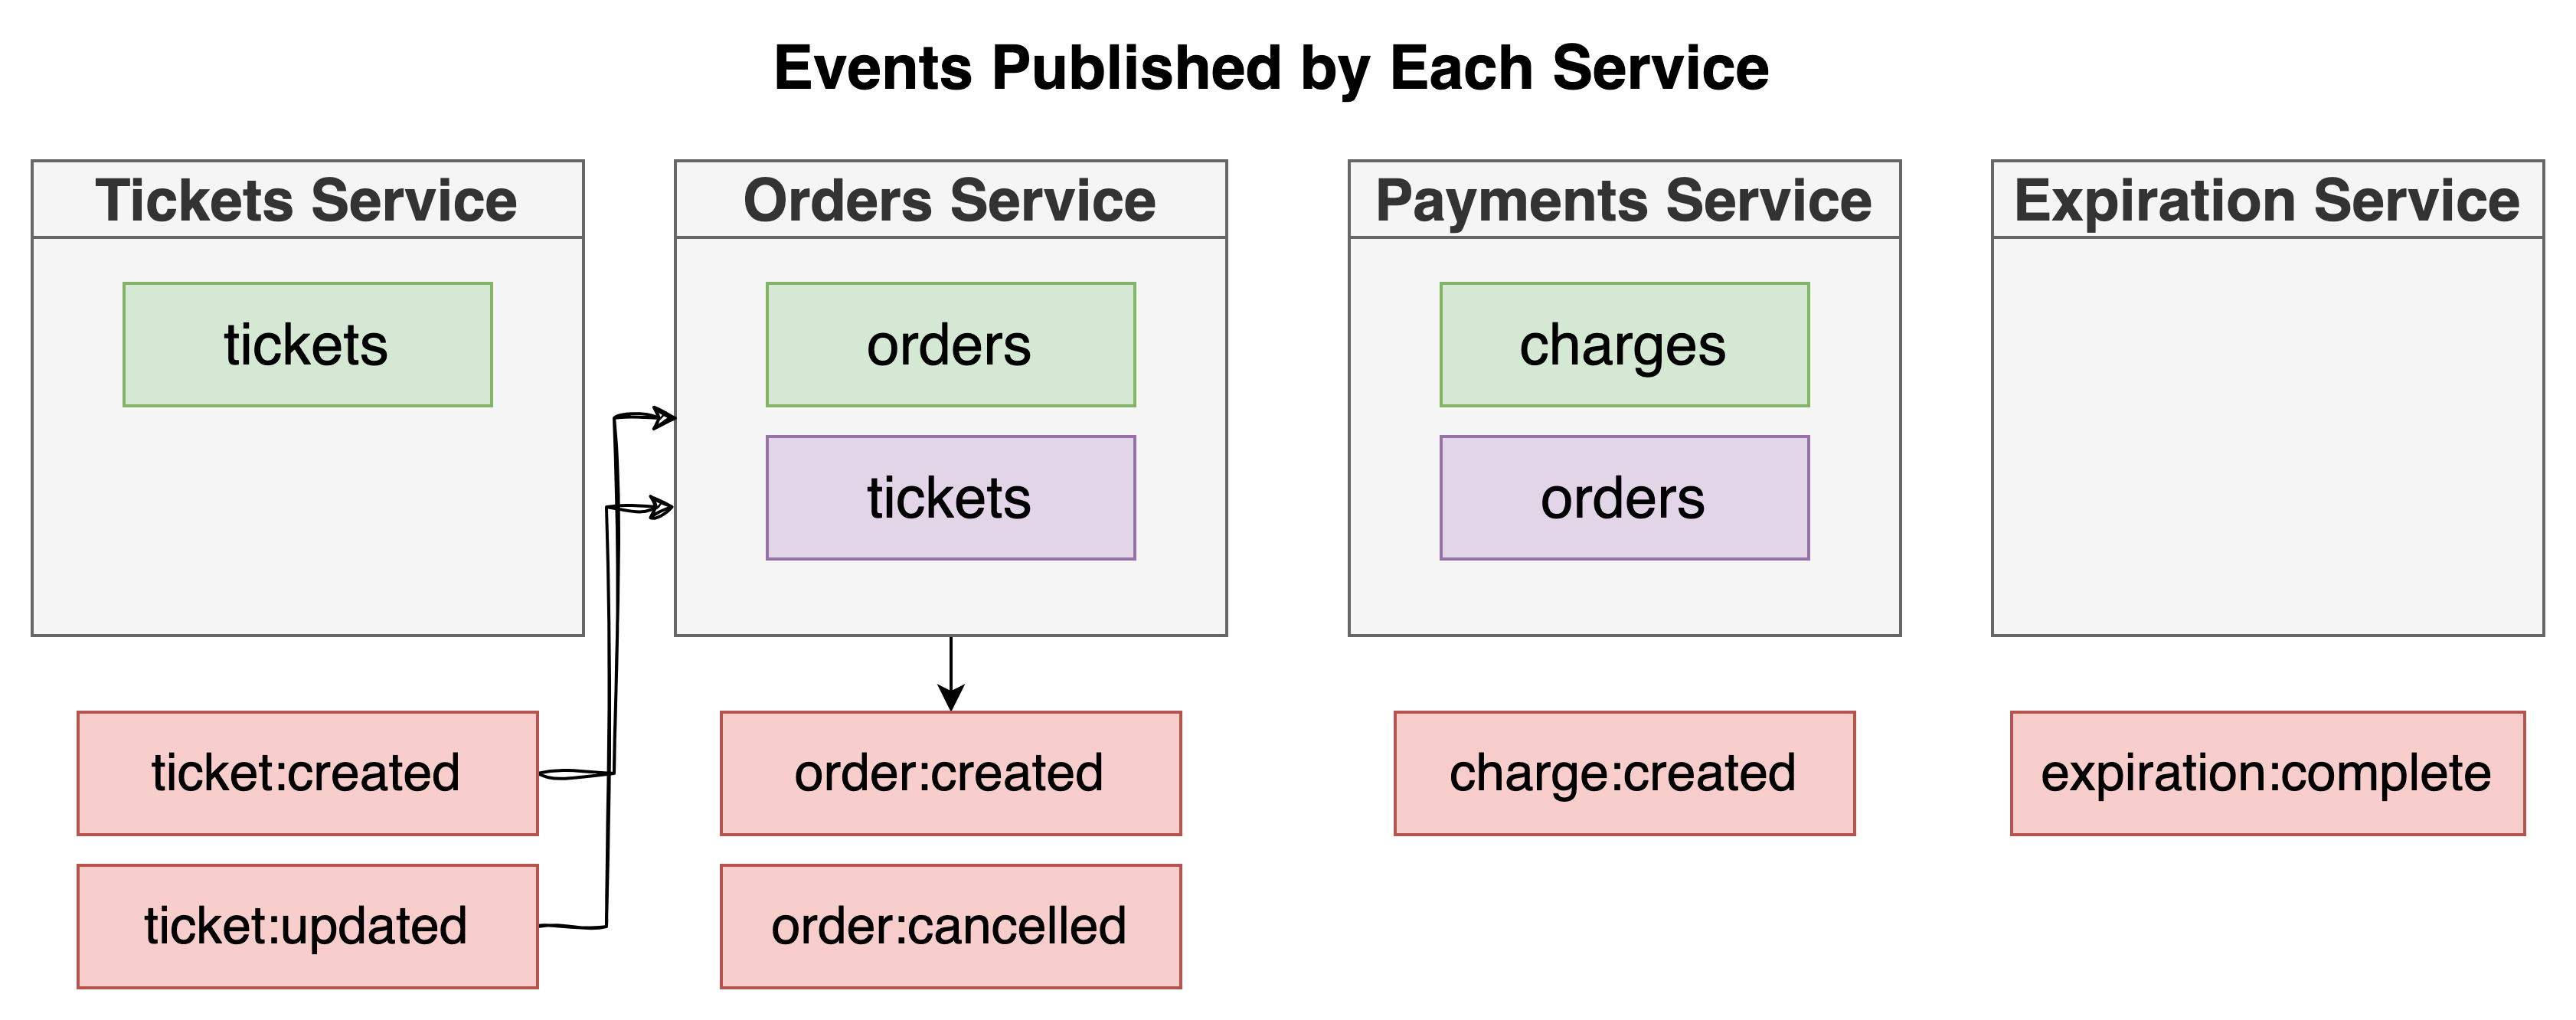 Events Published by Each Service
Tickets Service
tickets
ticket:created
ticket:updated
Orders Service
orders
tickets
order:created
order:cancelled
Payments Service
charges
orders
charge:created
Expiration Service
expiration:complete